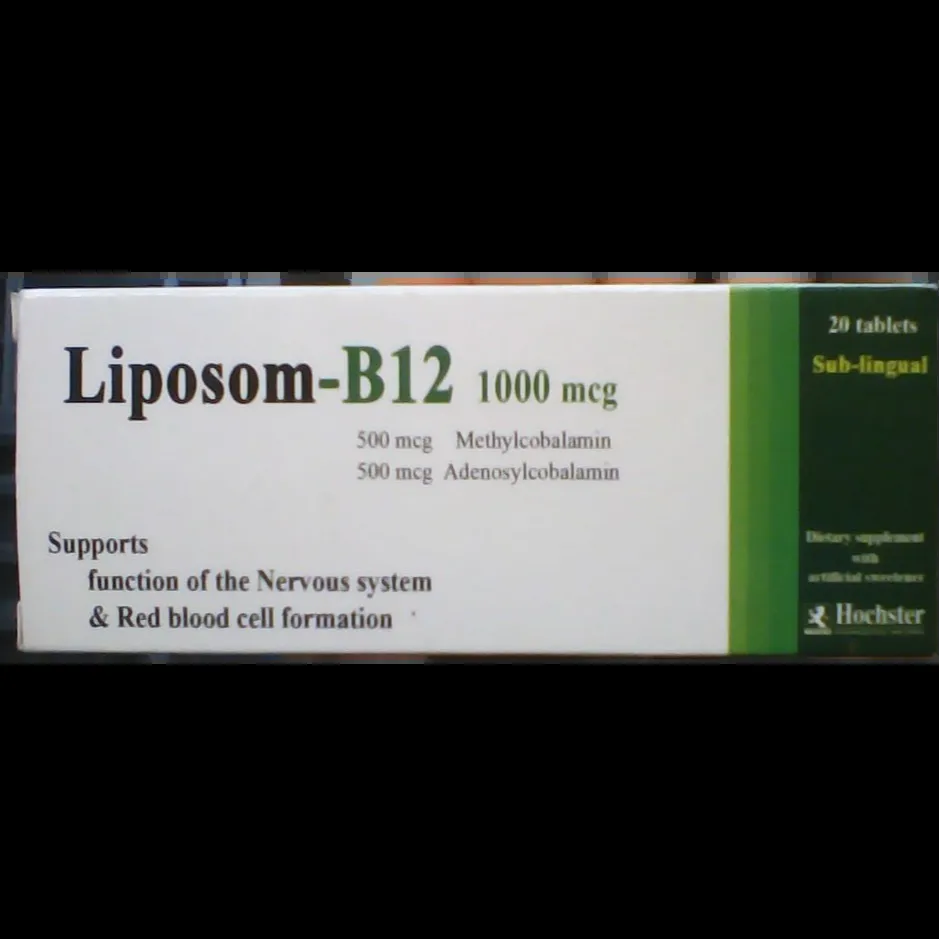 Liposom-B12 1000 mcg
500 mcg Methylcobalamin
500 mcg Adenosylcobalamin
Supports
function of the Nervous system
& Red blood cell formation
20 tablets
Sub-lingual
Dietary supplement
with
artificial sweetener
Hochster